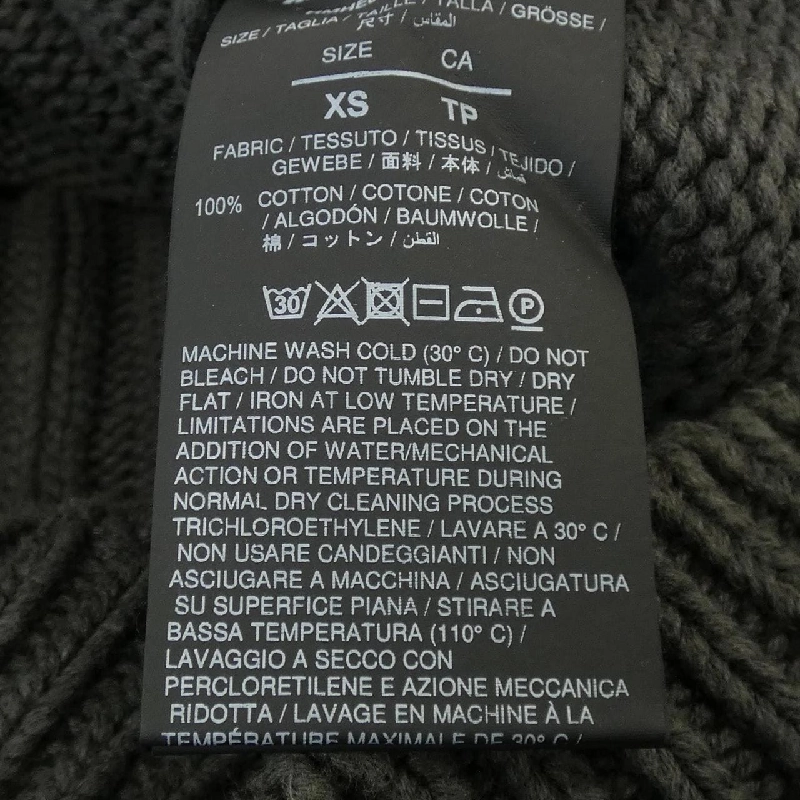 SIZE / TAGLIA / TAILLE / TALLA / GRÖSSE /
尺寸 / المقاس /
SIZE CA
XS TP
FABRIC / TESSUTO / TISSUS / TEJIDO /
GEWEBE / 面料 / 本体 / قماش
100% COTTON / COTONE / COTON
/ ALGODÓN / BAUMWOLLE /
棉 / コットン / القطن
30 P
MACHINE WASH COLD (30° C) / DO NOT
BLEACH / DO NOT TUMBLE DRY / DRY
FLAT / IRON AT LOW TEMPERATURE /
LIMITATIONS ARE PLACED ON THE
ADDITION OF WATER/MECHANICAL
ACTION OR TEMPERATURE DURING
NORMAL DRY CLEANING PROCESS
TRICHLOROETHYLENE / LAVARE A 30° C /
NON USARE CANDEGGIANTI / NON
ASCIUGARE A MACCHINA / ASCIUGATURA
SU SUPERFICE PIANA / STIRARE A
BASSA TEMPERATURA (110° C) /
LAVAGGIO A SECCO CON
PERCLORETILENE E AZIONE MECCANICA
RIDOTTA / LAVAGE EN MACHINE À LA
TEMPÉRATURE MAXIMALE DE 30° C /